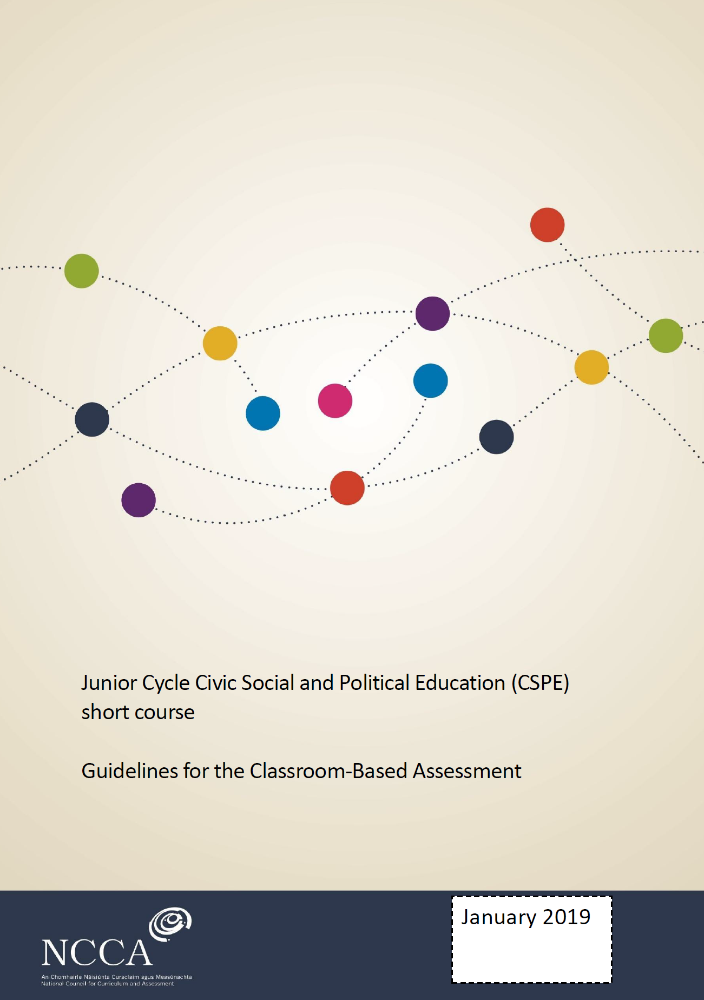 Junior Cycle Civic Social and Political Education (CSPE)
short course
Guidelines for the Classroom-Based Assessment
January 2019
NCCA
An Chomhairle Náisiúnta Curaclaim agus Measúnachta
National Council for Curriculum and Assessment